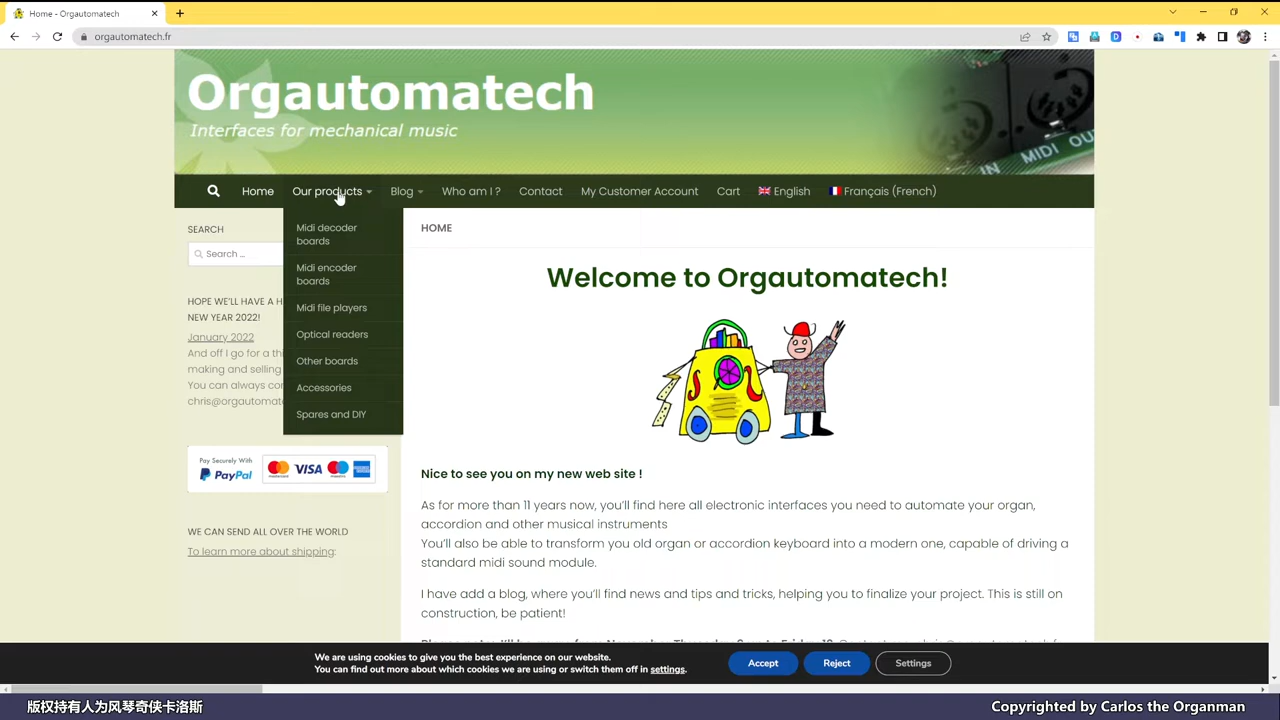 Home - Orgautomatech
orgautomatech.fr
Orgautomatech
Interfaces for mechanical music
IN MIDI OUT
Home Our products Blog Who am I ? Contact My Customer Account Cart English Français (French)
SEARCH
Search ...
HOPE WE'LL HAVE A H
NEW YEAR 2022!
January 2022
And off I go for a thi
making and selling
You can always con
chris@orgautomat
Pay Securely With
PayPal
mastercard VISA maestro
WE CAN SEND ALL OVER THE WORLD
To learn more about shipping:
Midi decoder
boards
Midi encoder
boards
Midi file players
Optical readers
Other boards
Accessories
Spares and DIY
HOME
Welcome to Orgautomatech!
Nice to see you on my new web site !
As for more than 11 years now, you'll find here all electronic interfaces you need to automate your organ,
accordion and other musical instruments
You'll also be able to transform you old organ or accordion keyboard into a modern one, capable of driving a
standard midi sound module.
I have add a blog, where you'll find news and tips and tricks, helping you to finalize your project. This is still on
construction, be patient!
We are using cookies to give you the best experience on our website.
You can find out more about which cookies we are using or switch them off in settings.
Accept Reject Settings
版权持有人为风琴奇侠卡洛斯
Copyrighted by Carlos the Organman